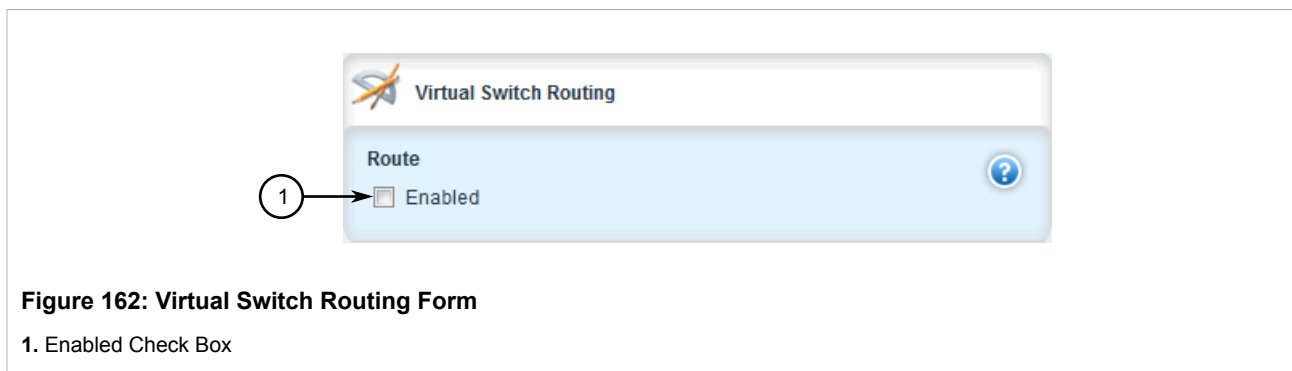 Virtual Switch Routing
Route
?
1
Enabled
Figure 162: Virtual Switch Routing Form
1. Enabled Check Box